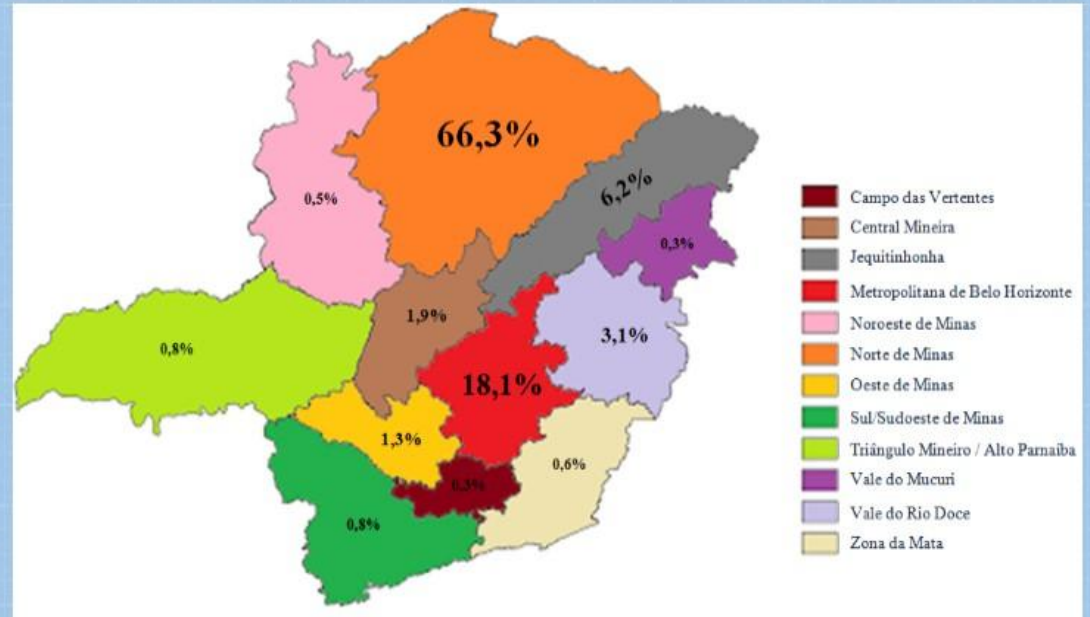 66,3%
6,2%
0,5%
0,3%
1,9%
3,1%
0,8%
18,1%
1,3%
0,6%
0,3%
0,8%
Campo das Vertentes
Central Mineira
Jequitinhonha
Metropolitana de Belo Horizonte
Noroeste de Minas
Norte de Minas
Oeste de Minas
Sul/Sudoeste de Minas
Triângulo Mineiro / Alto Parnaiba
Vale do Mucuri
Vale do Rio Doce
Zona da Mata